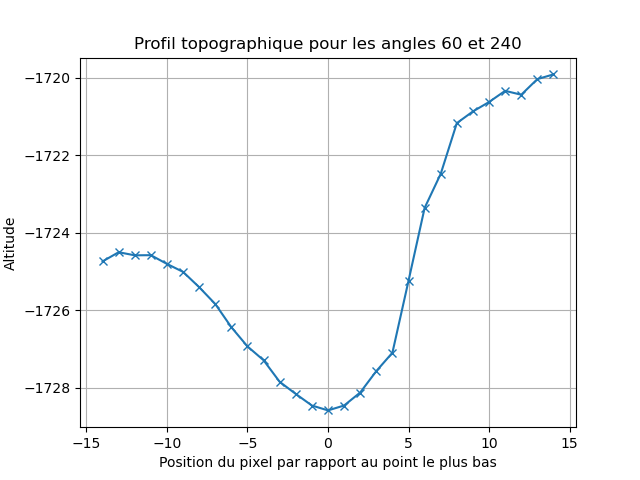 Profil topographique pour les angles 60 et 240
−1720
−1722
−1724
−1726
−1728
Altitude
−15 −10 −5 0 5 10 15
Position du pixel par rapport au point le plus bas